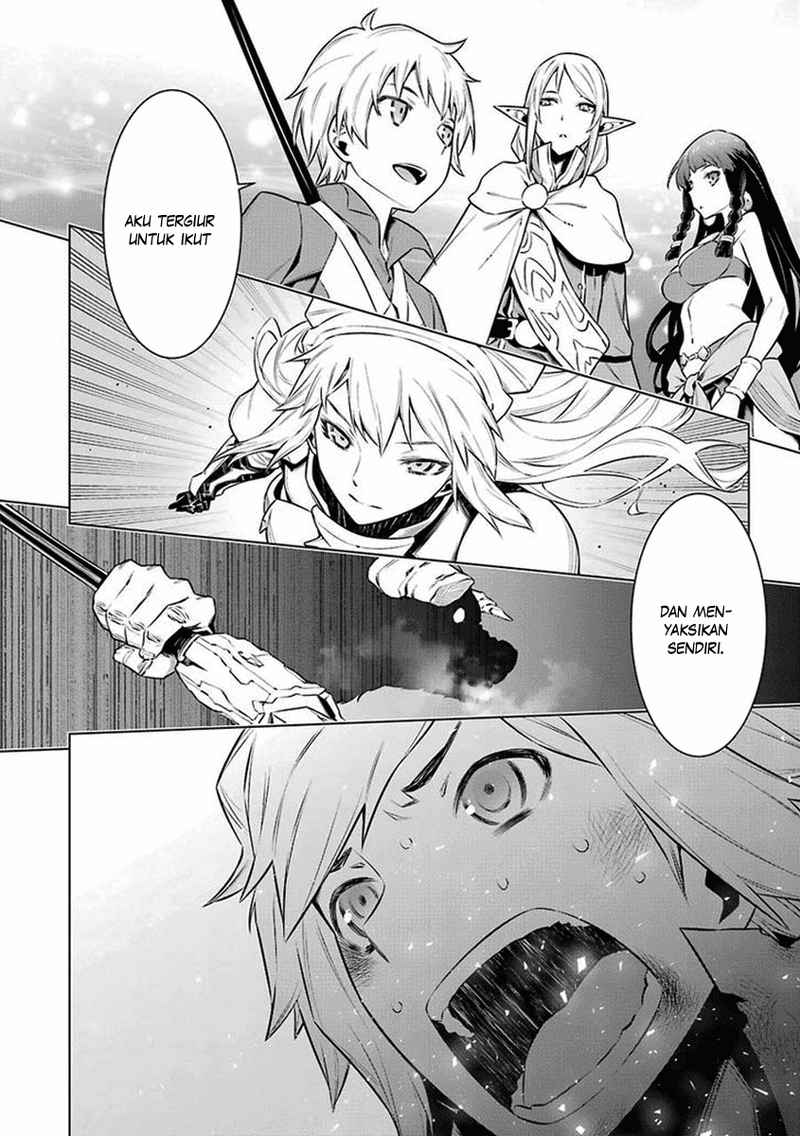 AKU TERGIUR
UNTUK IKUT
DAN MEN-
YAKSIKAN
SENDIRI.